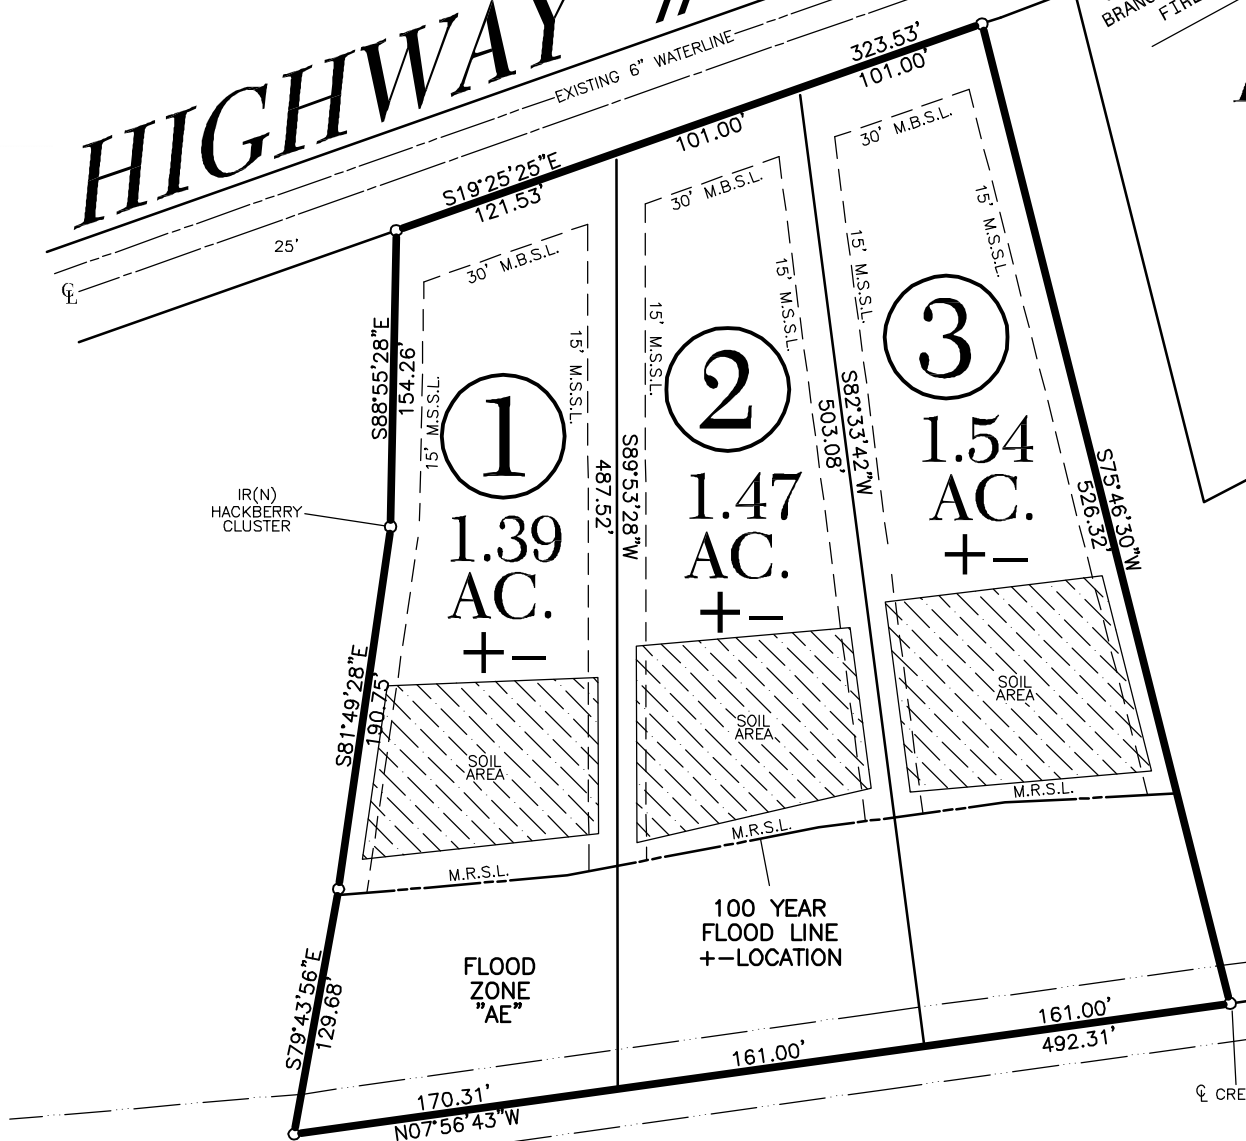 HIGHWAY
EXISTING 6" WATERLINE
323.53'
101.00'
101.00'
S19°25'25"E
121.53'
25'
℄
30' M.B.S.L.
30' M.B.S.L.
30' M.B.S.L.
15' M.S.S.L.
15' M.S.S.L.
15' M.S.S.L.
15' M.S.S.L.
15' M.S.S.L.
15' M.S.S.L.
S88°55'28"E
154.26'
IR(N)
HACKBERRY
CLUSTER
1
1.39
AC.
+-
487.52'
S89°53'28"W
2
1.47
AC.
+-
503.08'
S82°33'42"W
3
1.54
AC.
+-
S75°46'30"W
526.32'
S81°49'28"E
190.75'
SOIL
AREA
SOIL
AREA
SOIL
AREA
M.R.S.L.
M.R.S.L.
M.R.S.L.
100 YEAR
FLOOD LINE
+-LOCATION
FLOOD
ZONE
"AE"
S79°43'56"E
129.68'
170.31'
N07°56'43"W
161.00'
161.00'
492.31'
℄ CRE